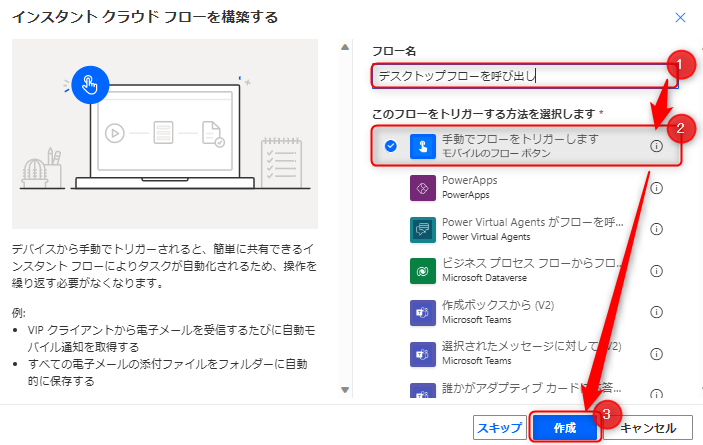 インスタント クラウド フローを構築する
デバイスから手動でトリガーされると、簡単に共有できるイ
ンスタント フローによりタスクが自動化されるため、操作を
繰り返す必要がなくなります。
例:
• VIP クライアントから電子メールを受信するたびに自動モ
バイル通知を取得する
• すべての電子メールの添付ファイルをフォルダーに自動
的に保存する
フロー名
1
デスクトップフローを呼び出し
このフローをトリガーする方法を選択します *
2
手動でフローをトリガーします
モバイルのフロー ボタン
PowerApps
PowerApps
Power Virtual Agents がフローを呼...
Power Virtual Agents
ビジネス プロセス フローからフロ...
Microsoft Dataverse
作成ボックスから (V2)
Microsoft Teams
選択されたメッセージに対して (V2)
Microsoft Teams
誰かがアダプティブ カードに
3
スキップ
作成
キャンセル